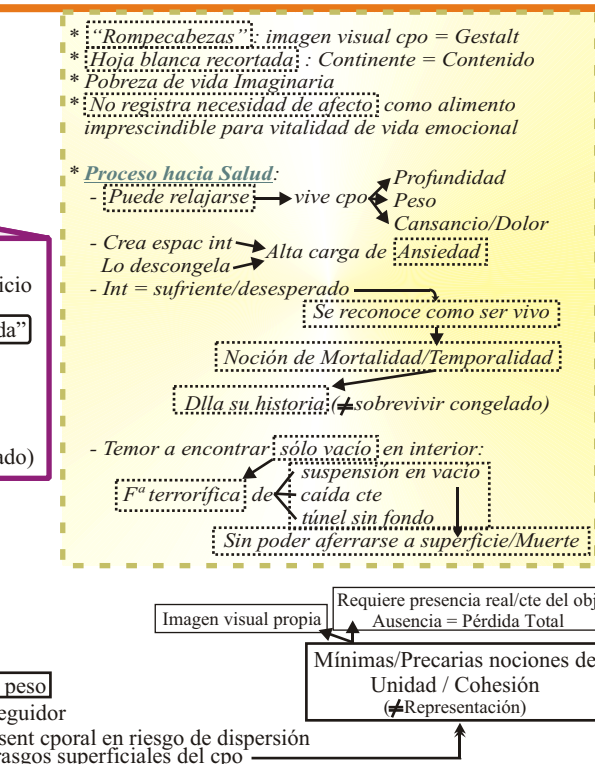 * “Rompecabezas”: imagen visual cpo = Gestalt
* Hoja blanca recortada : Continente = Contenido
* Pobreza de vida Imaginaria
* No registra necesidad de afecto como alimento
imprescindible para vitalidad de vida emocional
* Proceso hacia Salud:
- Puede relajarse vive cpo Profundidad
Peso
Cansancio/Dolor
- Crea espac int
Lo descongela
Alta carga de Ansiedad
- Int = sufriente/desesperado
Se reconoce como ser vivo
Noción de Mortalidad/Temporalidad
Dlla su historia (≠sobrevivir congelado)
- Temor a encontrar sólo vacío en interior:
Fª terrorífica de
suspensión en vacío
caída cte
túnel sin fondo
Sin poder aferrarse a superficie/Muerte
icio
da”
ado)
Imagen visual propia
Requiere presencia real/cte del obj
Ausencia = Pérdida Total
Mínimas/Precarias nociones de
Unidad / Cohesión
(≠Representación)
peso
eguidor
sent cporal en riesgo de dispersión
rasgos superficiales del cpo